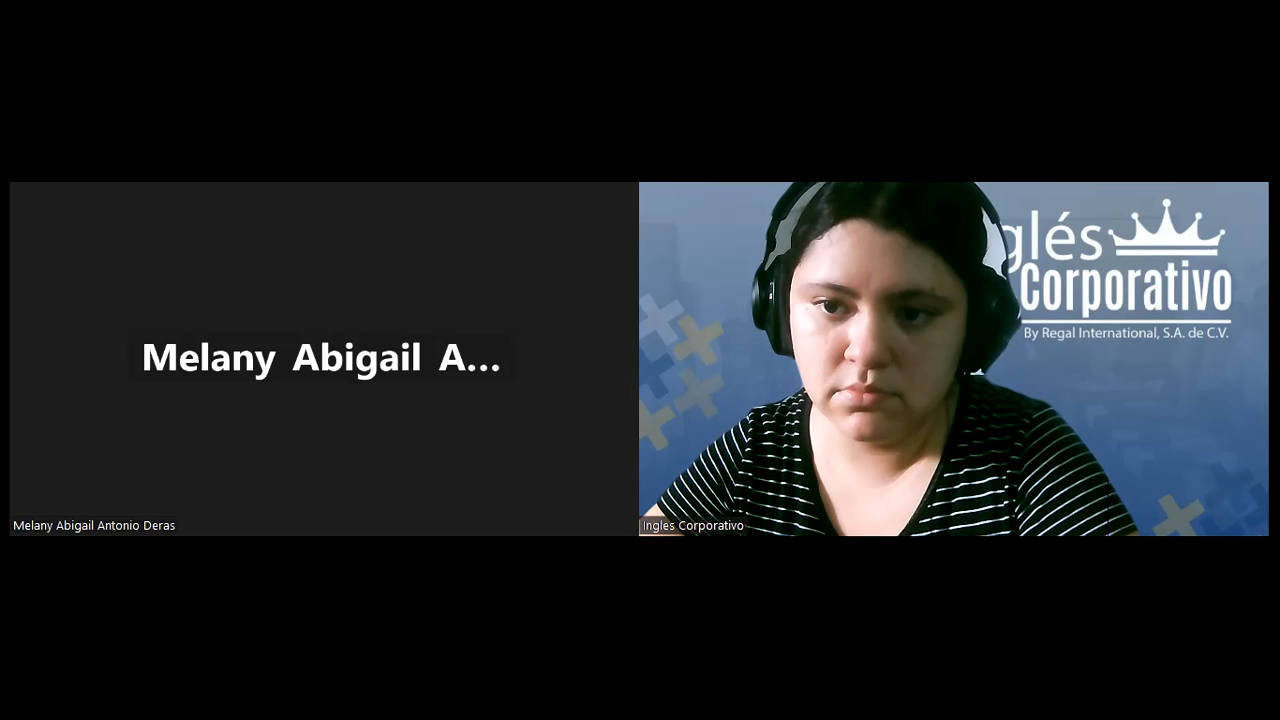 Melany Abigail A...
Melany Abigail Antonio Deras
glés
Corporativo
By Regal International, S.A. de C.V.
Ingles Corporativo